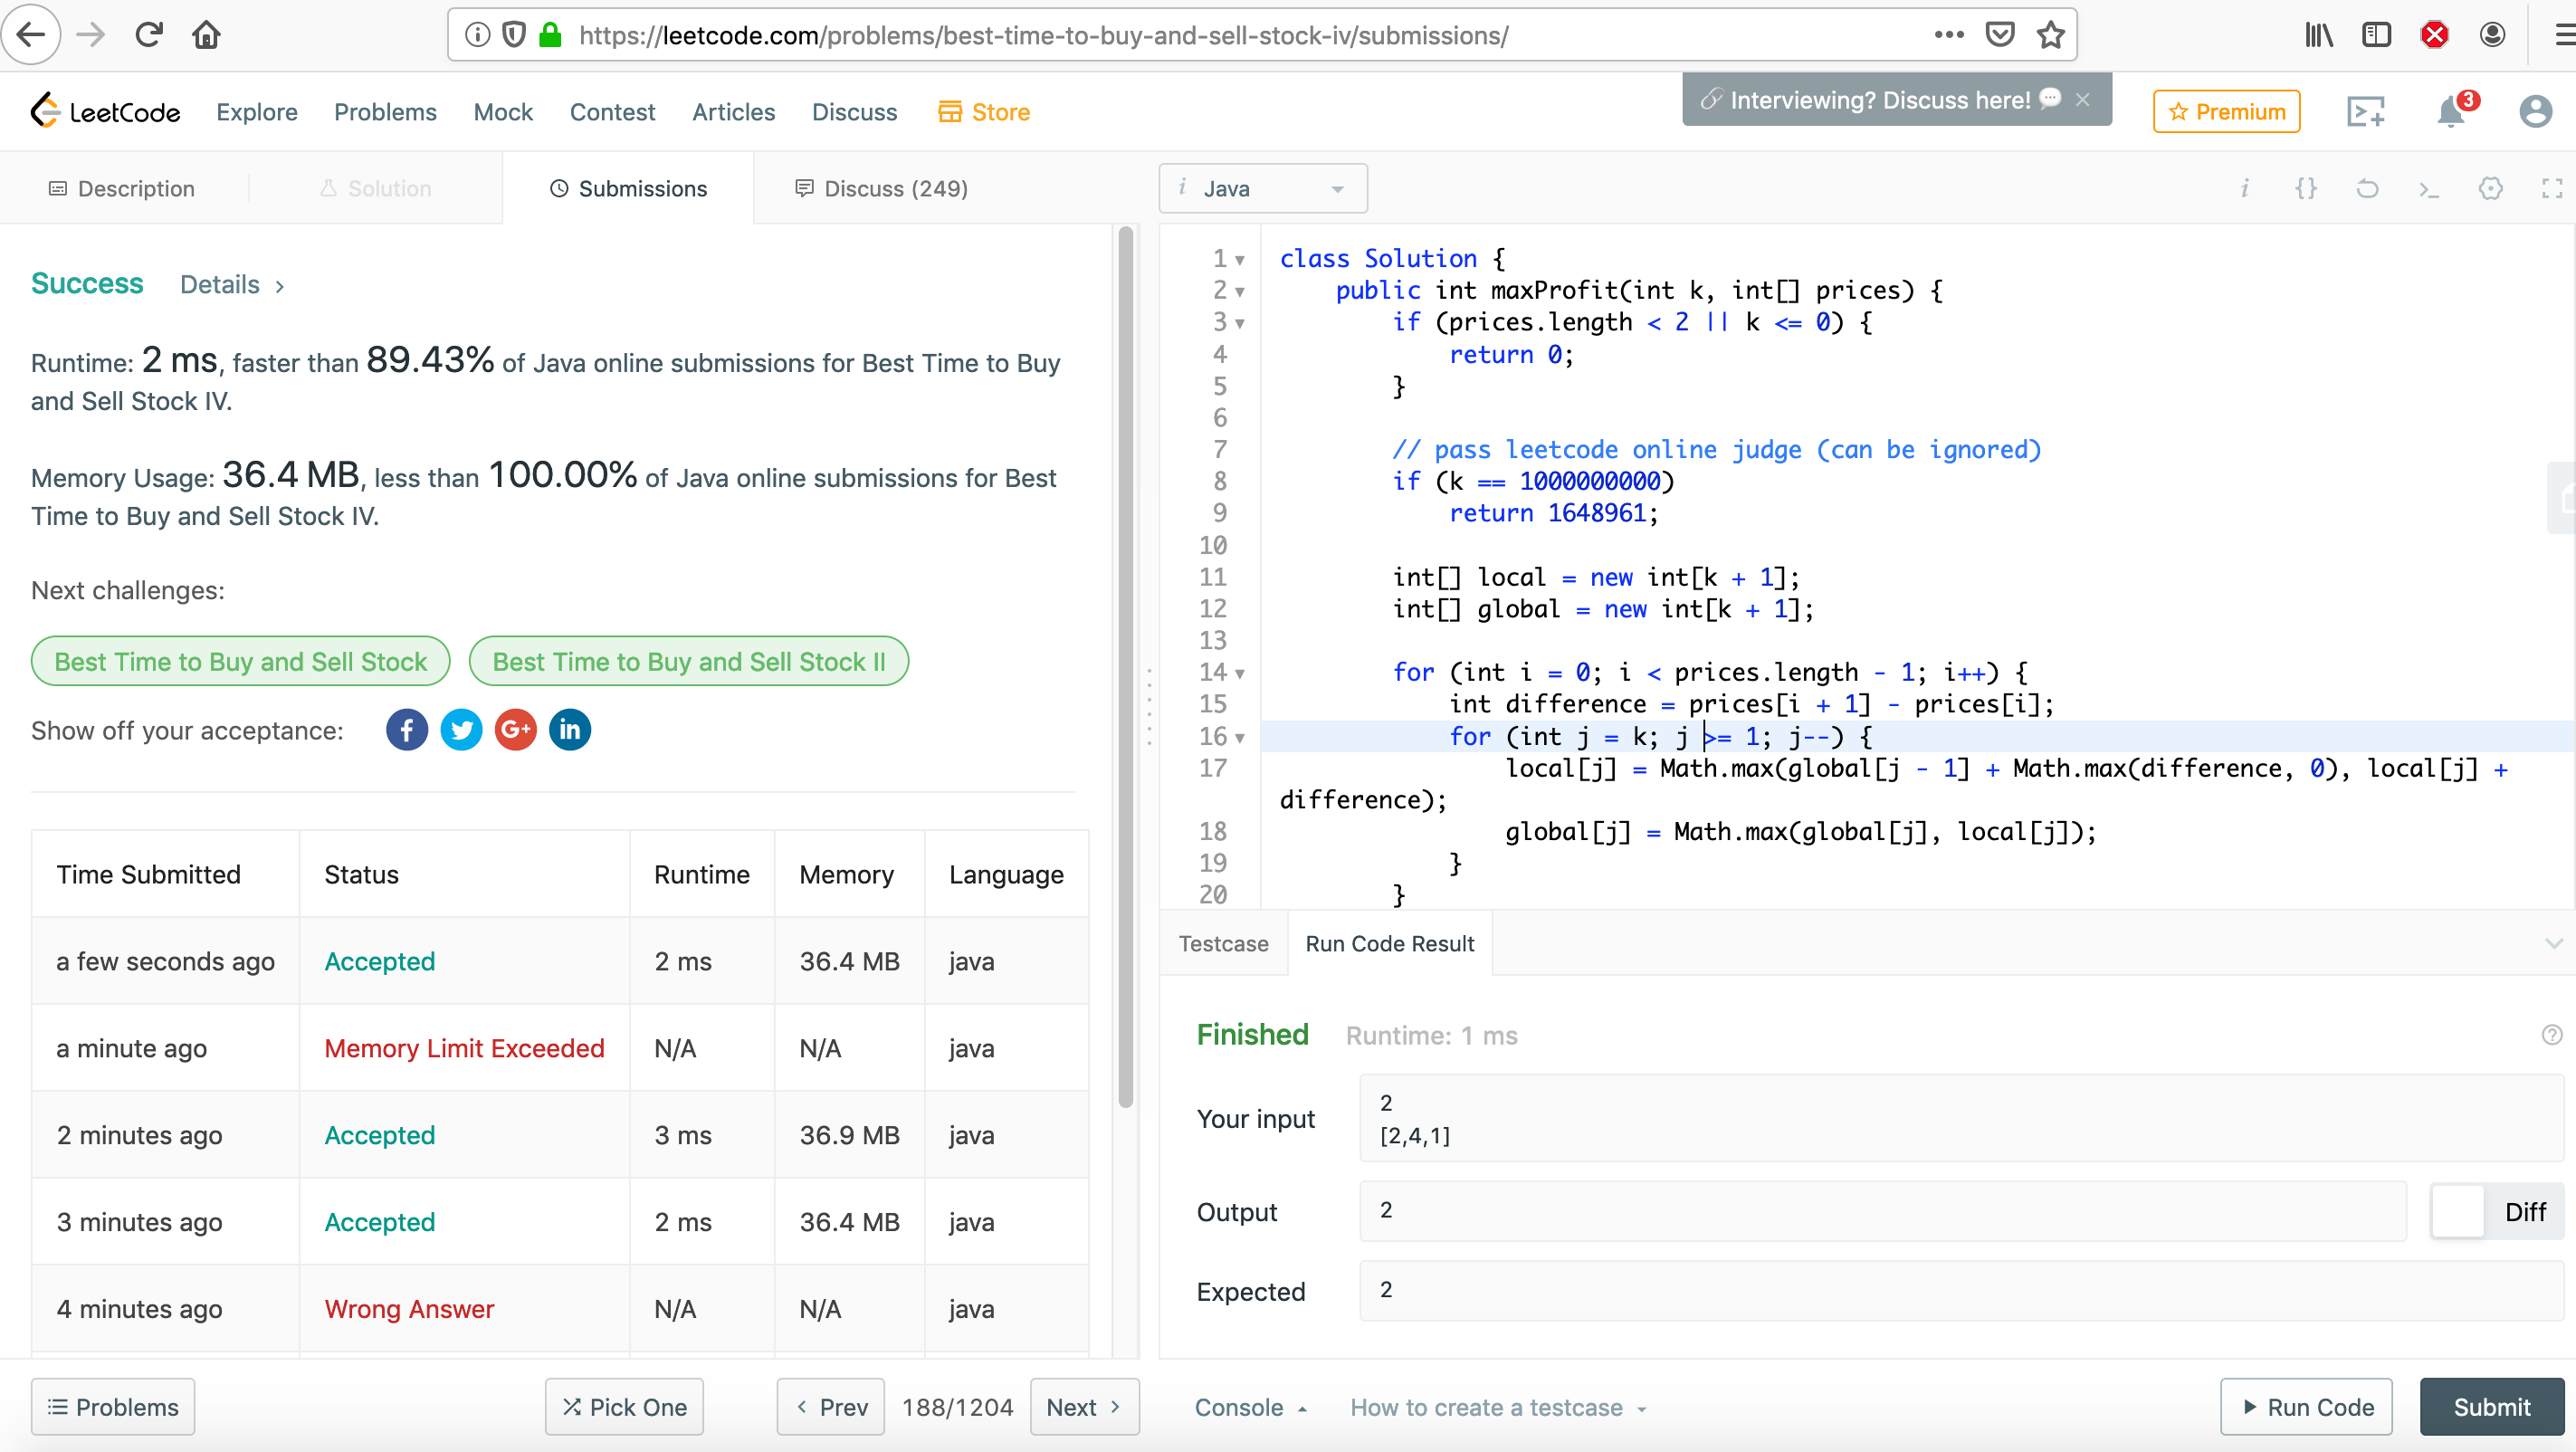 https://leetcode.com/problems/best-time-to-buy-and-sell-stock-iv/submissions/
LeetCode Explore Problems Mock Contest Articles Discuss Store
Interviewing? Discuss here! 💬 ×
Premium
3
Description Solution Submissions Discuss (249)
Success Details >
Runtime: 2 ms, faster than 89.43% of Java online submissions for Best Time to Buy
and Sell Stock IV.
Memory Usage: 36.4 MB, less than 100.00% of Java online submissions for Best
Time to Buy and Sell Stock IV.
Next challenges:
Best Time to Buy and Sell Stock Best Time to Buy and Sell Stock II
Show off your acceptance: f G+ in
Time Submitted Status Runtime Memory Language
a few seconds ago Accepted 2 ms 36.4 MB java
a minute ago Memory Limit Exceeded N/A N/A java
2 minutes ago Accepted 3 ms 36.9 MB java
3 minutes ago Accepted 2 ms 36.4 MB java
4 minutes ago Wrong Answer N/A N/A java
Problems Pick One < Prev 188/1204 Next >
i Java i {} >_
1 class Solution {
2 public int maxProfit(int k, int[] prices) {
3 if (prices.length < 2 || k <= 0) {
4 return 0;
5 }
6
7 // pass leetcode online judge (can be ignored)
8 if (k == 1000000000)
9 return 1648961;
10
11 int[] local = new int[k + 1];
12 int[] global = new int[k + 1];
13
14 for (int i = 0; i < prices.length - 1; i++) {
15 int difference = prices[i + 1] - prices[i];
16 for (int j = k; j >= 1; j--) {
17 local[j] = Math.max(global[j - 1] + Math.max(difference, 0), local[j] +
difference);
18 global[j] = Math.max(global[j], local[j]);
19 }
20 }
Testcase Run Code Result
Finished Runtime: 1 ms
Your input
2
[2,4,1]
Output 2 Diff
Expected 2
Console How to create a testcase Run Code Submit